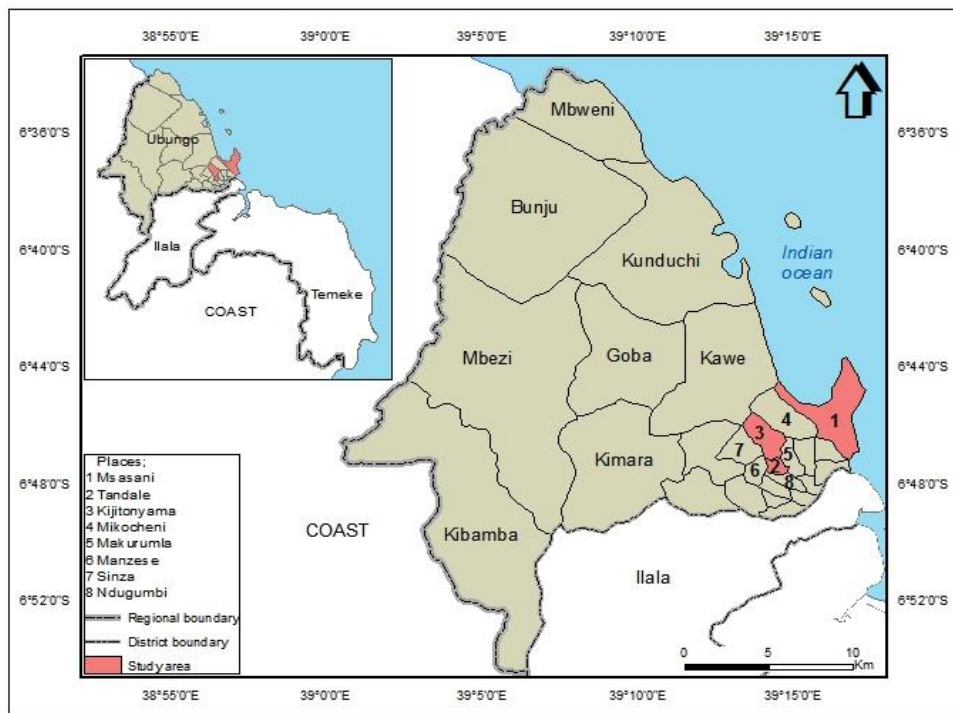 38°55'0"E 39°0'0"E 39°5'0"E 39°10'0"E 39°15'0"E
6°36'0"S
6°40'0"S
6°44'0"S
6°48'0"S
6°52'0"S
Ubungo
Ilala
Temeke
COAST
Mbweni
Bunju
Kunduchi
Indian
ocean
Mbezi
Goba
Kawe
1
4
3
7
5
2
6
8
Kimara
COAST
Kibamba
Ilala
Places;
1 Msasani
2 Tandale
3 Kijitonyama
4 Mikocheni
5 Makurumla
6 Manzese
7 Sinza
8 Ndugumbi
Regional boundary
District boundary
Study area
0 5 10
Km
6°36'0"S
6°40'0"S
6°44'0"S
6°48'0"S
6°52'0"S
38°55'0"E 39°0'0"E 39°5'0"E 39°10'0"E 39°15'0"E